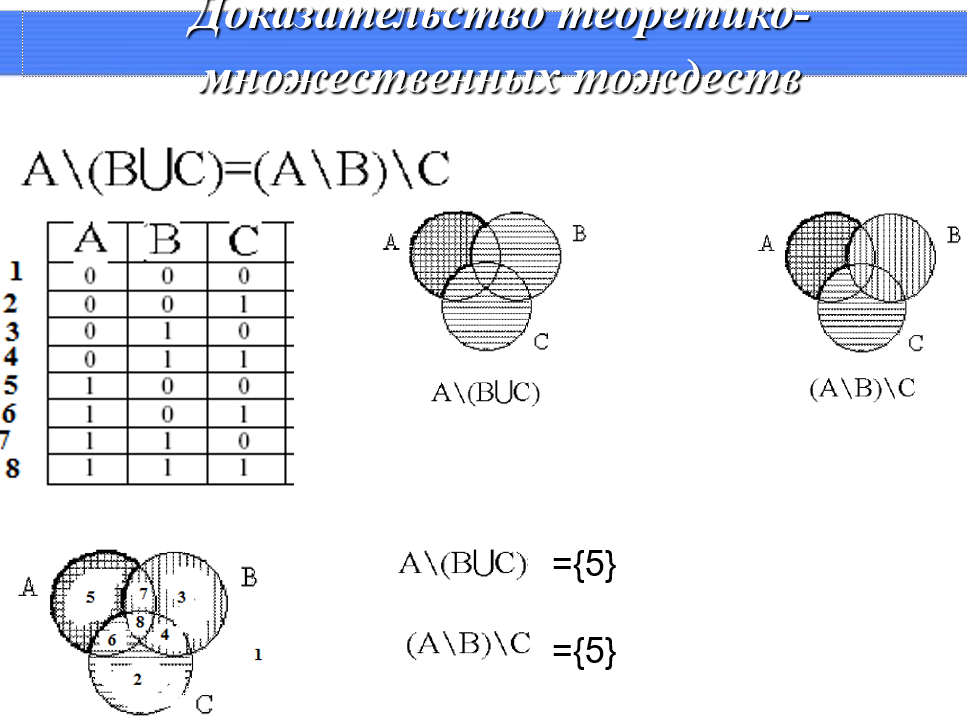 Доказательство теоретико-
множественных тождеств
A\(B⋃C)=(A\B)\C
A B C
1 0 0 0
2 0 0 1
3 0 1 0
4 0 1 1
5 1 0 0
6 1 0 1
7 1 1 0
8 1 1 1
A B
C
A\(B⋃C)
A B
C
(A\B)\C
A B
5 7 3
8
6 4
1
2
C
A\(B⋃C) ={5}
(A\B)\C ={5}